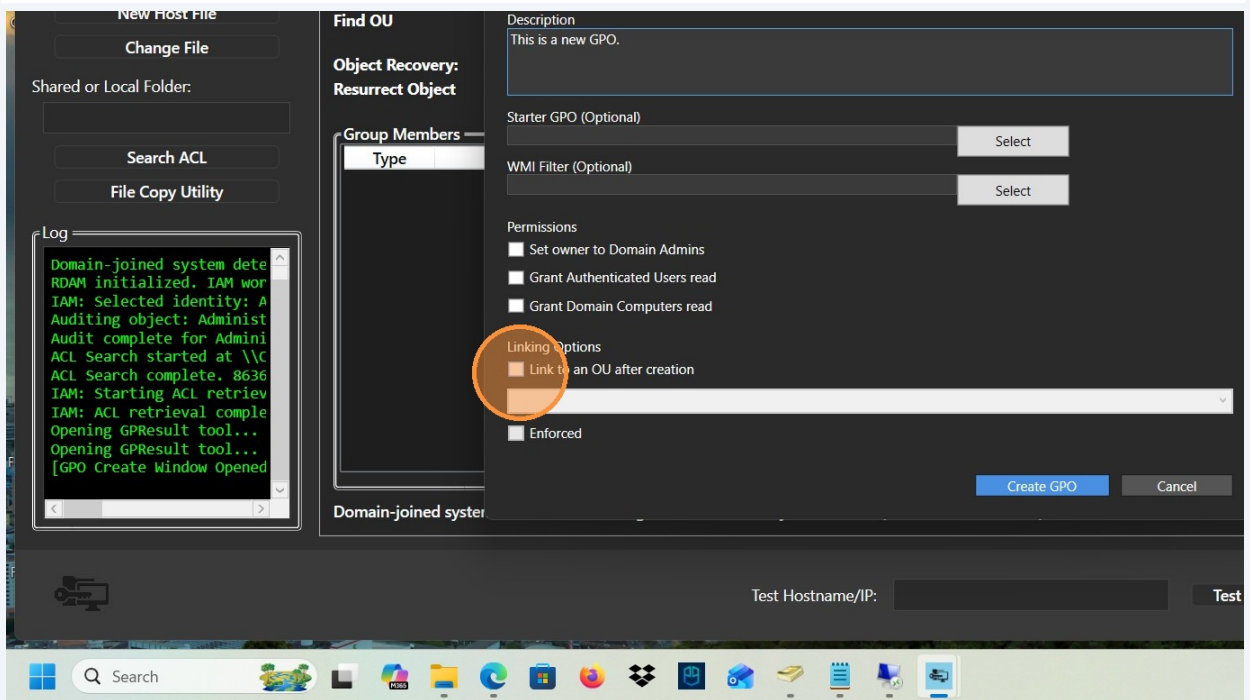 New Host File
Change File
Shared or Local Folder:
Search ACL
File Copy Utility
Log
Domain-joined system dete
RDAM initialized. IAM wor
IAM: Selected identity: A
Auditing object: Administ
Audit complete for Admini
ACL Search started at \\C
ACL Search complete. 8636
IAM: Starting ACL retriev
IAM: ACL retrieval comple
Opening GPResult tool...
Opening GPResult tool...
[GPO Create Window Opened
Find OU
Object Recovery:
Resurrect Object
Group Members
Type
Domain-joined system
Description
This is a new GPO.
Starter GPO (Optional)
Select
WMI Filter (Optional)
Select
Permissions
Set owner to Domain Admins
Grant Authenticated Users read
Grant Domain Computers read
Linking Options
Link to an OU after creation
Enforced
Create GPO Cancel
Test Hostname/IP: Test
Search
M365